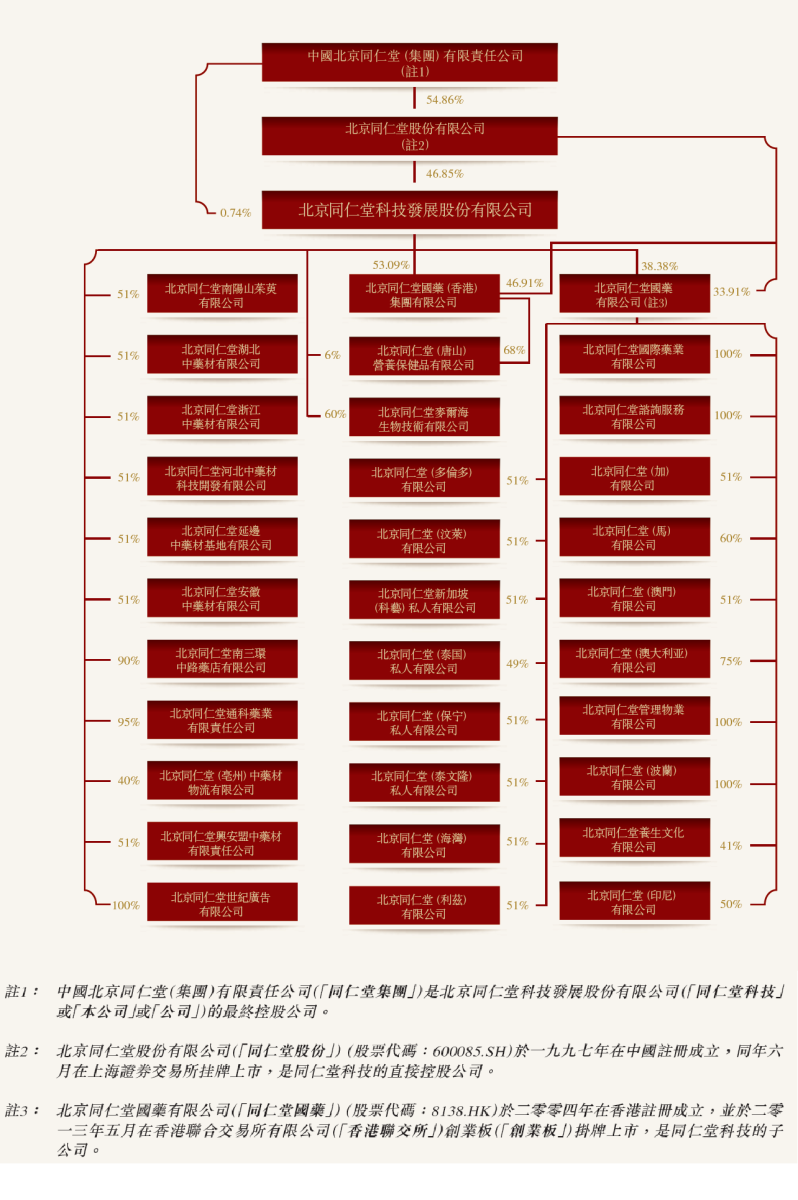 中國北京同仁堂 (集團) 有限責任公司
(註1)
54.86%
北京同仁堂股份有限公司
(註2)
46.85%
0.74%
北京同仁堂科技發展股份有限公司
53.09%
46.91%
38.38%
33.91%
51%
北京同仁堂南陽山茱萸
有限公司
51%
北京同仁堂湖北
中藥材有限公司
51%
北京同仁堂浙江
中藥材有限公司
51%
北京同仁堂河北中藥材
科技開發有限公司
51%
北京同仁堂延邊
中藥材基地有限公司
51%
北京同仁堂安徽
中藥材有限公司
90%
北京同仁堂南三環
中路藥店有限公司
95%
北京同仁堂通科藥業
有限責任公司
40%
北京同仁堂 (亳州) 中藥材
物流有限公司
51%
北京同仁堂興安盟中藥材
有限責任公司
100%
北京同仁堂世紀廣告
有限公司
北京同仁堂國藥 (香港)
集團有限公司
6%
北京同仁堂 (唐山)
營養保健品有限公司
68%
60%
北京同仁堂麥爾海
生物技術有限公司
北京同仁堂 (多倫多)
有限公司
51%
北京同仁堂 (汶萊)
有限公司
51%
北京同仁堂新加坡
(科藝) 私人有限公司
51%
北京同仁堂 (泰国)
私人有限公司
49%
北京同仁堂 (保宁)
私人有限公司
51%
北京同仁堂 (泰文隆)
私人有限公司
51%
北京同仁堂 (海灣)
有限公司
51%
北京同仁堂 (利茲)
有限公司
51%
北京同仁堂國藥
有限公司 (註3)
北京同仁堂國際藥業
有限公司
100%
北京同仁堂諮詢服務
有限公司
100%
北京同仁堂 (加)
有限公司
51%
北京同仁堂 (馬)
有限公司
60%
北京同仁堂 (澳門)
有限公司
51%
北京同仁堂 (澳大利亚)
有限公司
75%
北京同仁堂管理物業
有限公司
100%
北京同仁堂 (波蘭)
有限公司
100%
北京同仁堂養生文化
有限公司
41%
北京同仁堂 (印尼)
有限公司
50%
註1： 中國北京同仁堂(集團)有限責任公司(「同仁堂集團」)是北京同仁堂科技發展股份有限公司(「同仁堂科技」
或「本公司」或「公司」)的最終控股公司。
註2： 北京同仁堂股份有限公司(「同仁堂股份」) (股票代碼：600085.SH)於一九九七年在中國註冊成立，同年六
月在上海證券交易所挂牌上市，是同仁堂科技的直接控股公司。
註3： 北京同仁堂國藥有限公司(「同仁堂國藥」) (股票代碼：8138.HK)於二零零四年在香港註冊成立，並於二零
一三年五月在香港聯合交易所有限公司(「香港聯交所」)創業板(「創業板」)掛牌上市，是同仁堂科技的子
公司。